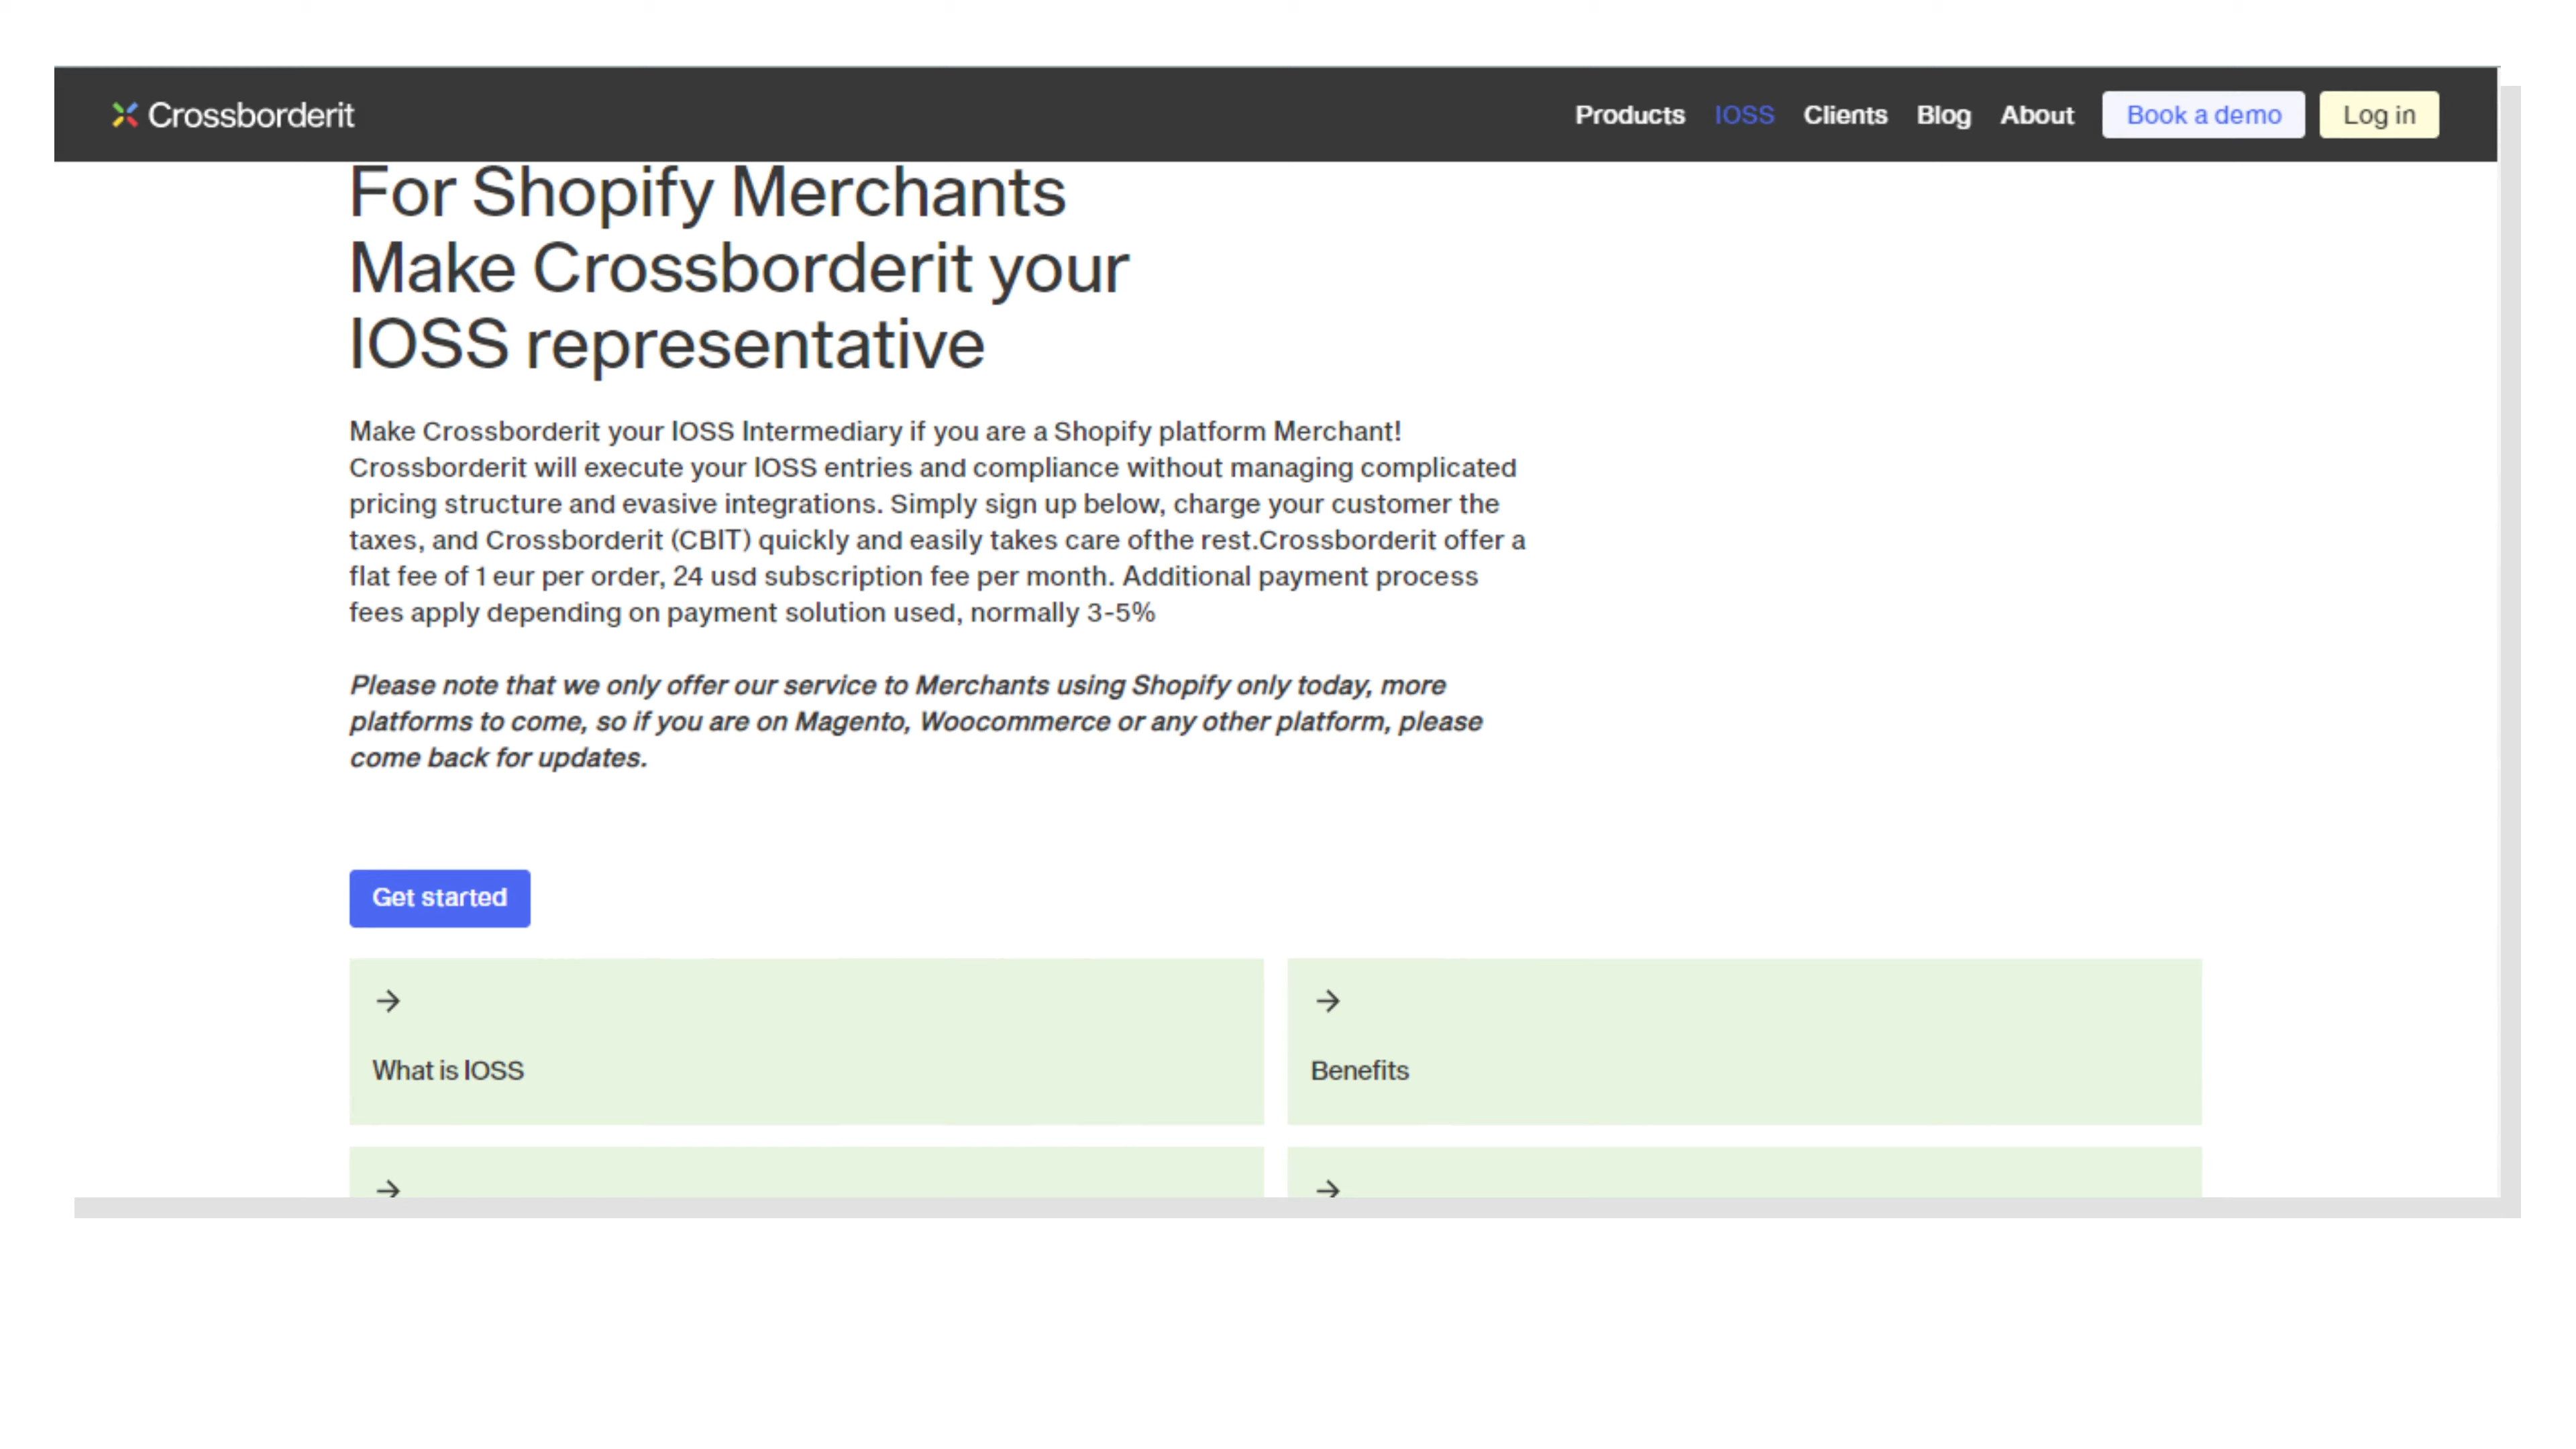 Crossborderit
Products IOSS Clients Blog About Book a demo Log in
For Shopify Merchants
Make Crossborderit your
IOSS representative
Make Crossborderit your IOSS Intermediary if you are a Shopify platform Merchant!
Crossborderit will execute your IOSS entries and compliance without managing complicated
pricing structure and evasive integrations. Simply sign up below, charge your customer the
taxes, and Crossborderit (CBIT) quickly and easily takes care ofthe rest.Crossborderit offer a
flat fee of 1 eur per order, 24 usd subscription fee per month. Additional payment process
fees apply depending on payment solution used, normally 3-5%
Please note that we only offer our service to Merchants using Shopify only today, more
platforms to come, so if you are on Magento, Woocommerce or any other platform, please
come back for updates.
Get started
What is IOSS
Benefits